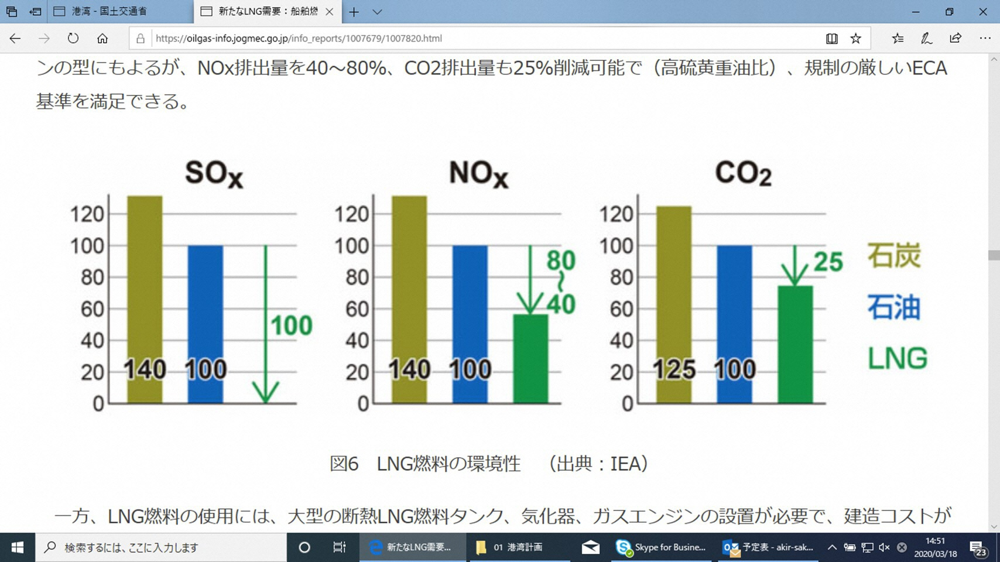 港湾 - 国土交通省
新たなLNG需要：船舶燃
https://oilgas-info.jogmec.go.jp/info_reports/1007679/1007820.html
ンの型にもよるが、NOx排出量を40～80%、CO2排出量も25%削減可能で（高硫黄重油比）、規制の厳しいECA
基準を満足できる。
SOx
120
100
80
60
40
20
0
140
100
100
NOx
120
100
80
60
40
20
0
140
100
80
～
40
CO2
120
100
80
60
40
20
0
125
100
25
石炭
石油
LNG
図6　LNG燃料の環境性　（出典：IEA）
一方、LNG燃料の使用には、大型の断熱LNG燃料タンク、気化器、ガスエンジンの設置が必要で、建造コストが
検索するには、ここに入力します
新たなLNG需要...
01 港湾計画
Skype for Busine...
予定表 - akir-sak...
14:51
2020/03/18
23